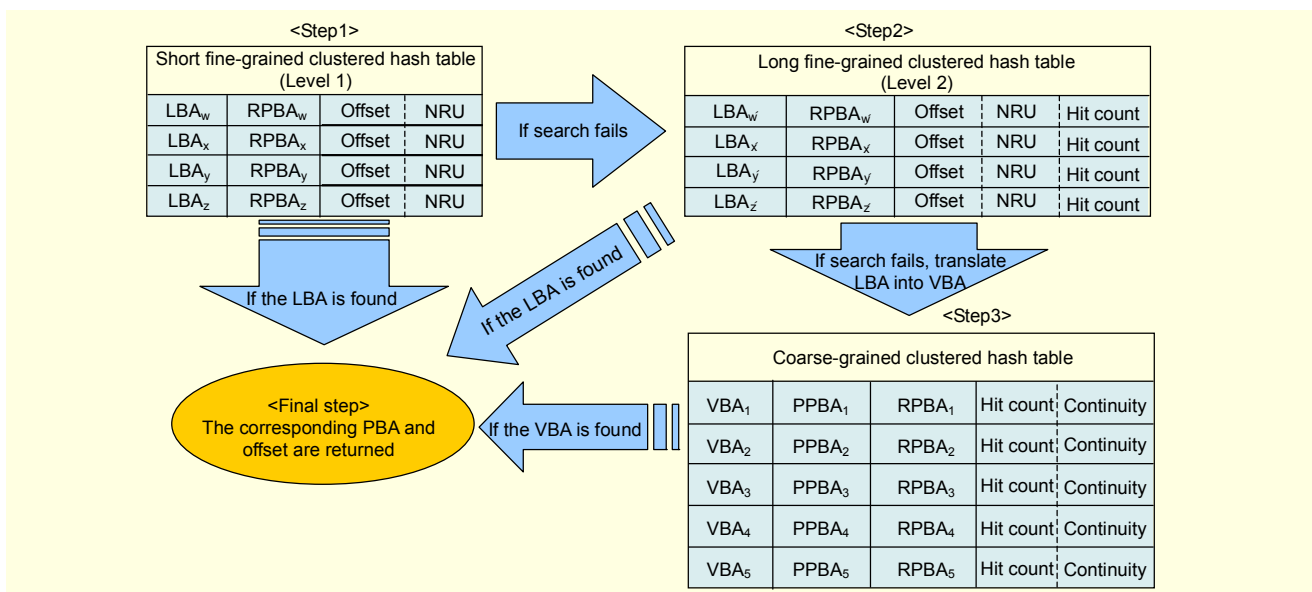 <Step1>
Short fine-grained clustered hash table
(Level 1)
LBAw RPBAw Offset NRU
LBAx RPBAx Offset NRU
LBAy RPBAy Offset NRU
LBAz RPBAz Offset NRU
If search fails
<Step2>
Long fine-grained clustered hash table
(Level 2)
LBAẃ RPBAẃ Offset NRU Hit count
LBAx́ RPBAx́ Offset NRU Hit count
LBAý RPBAý Offset NRU Hit count
LBAź RPBAź Offset NRU Hit count
If the LBA is found
If the LBA is found
If search fails, translate
LBA into VBA
<Step3>
Coarse-grained clustered hash table
VBA₁ PPBA₁ RPBA₁ Hit count Continuity
VBA₂ PPBA₂ RPBA₂ Hit count Continuity
VBA₃ PPBA₃ RPBA₃ Hit count Continuity
VBA₄ PPBA₄ RPBA₄ Hit count Continuity
VBA₅ PPBA₅ RPBA₅ Hit count Continuity
If the VBA is found
<Final step>
The corresponding PBA and
offset are returned